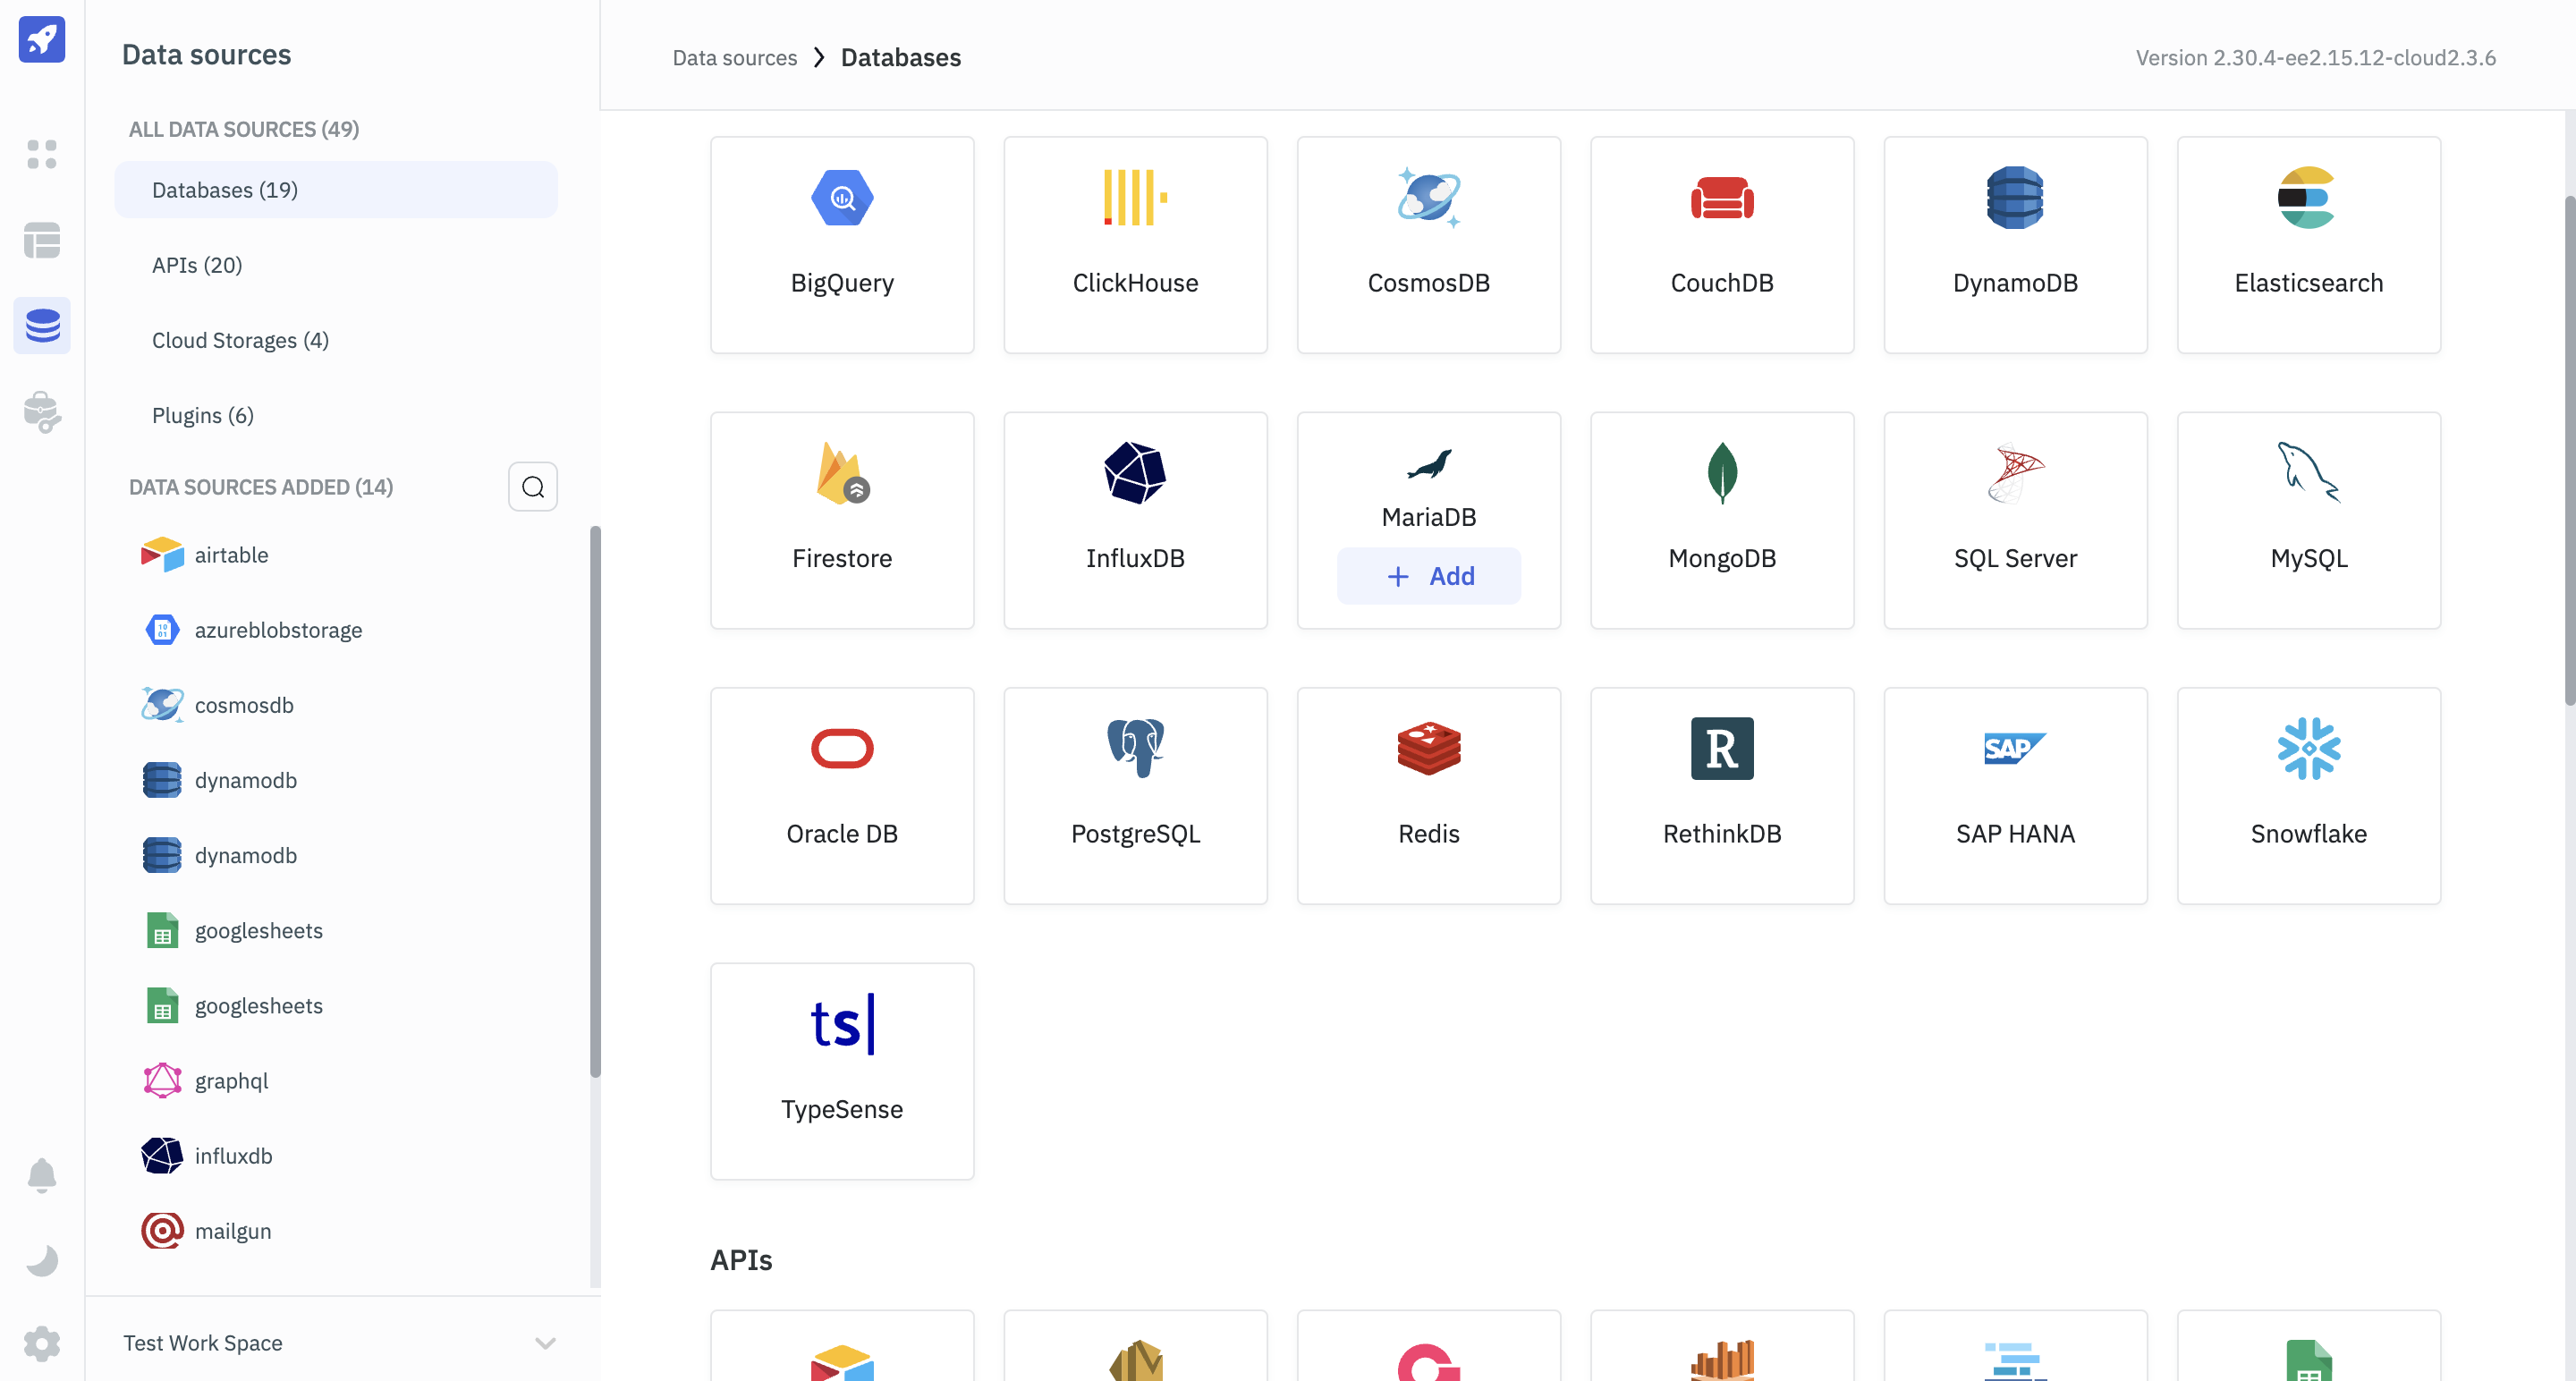 Data sources
ALL DATA SOURCES (49)
Databases (19)
APIs (20)
Cloud Storages (4)
Plugins (6)
DATA SOURCES ADDED (14)
airtable
azureblobstorage
cosmosdb
dynamodb
dynamodb
googlesheets
googlesheets
graphql
influxdb
mailgun
Test Work Space
Data sources > Databases
Version 2.30.4-ee2.15.12-cloud2.3.6
BigQuery
ClickHouse
CosmosDB
CouchDB
DynamoDB
Elasticsearch
Firestore
InfluxDB
MariaDB
+ Add
MongoDB
SQL Server
MySQL
Oracle DB
PostgreSQL
Redis
R
RethinkDB
SAP
SAP HANA
Snowflake
ts|
TypeSense
APIs